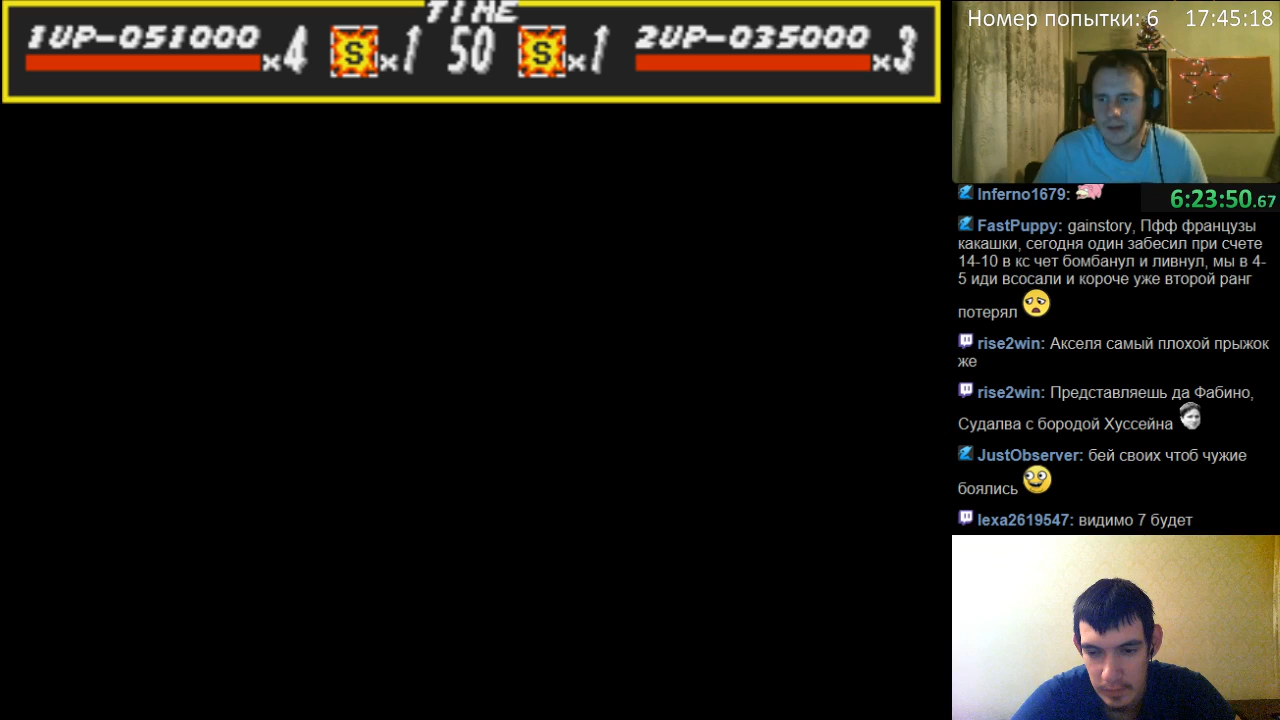 TIME
1UP-051000 ×4 S×1 50 S×1 2UP-035000 ×3
Номер попытки: 6 17:45:18
Inferno1679:
6:23:50.67
FastPuppy: gainstory, Пфф французы
какашки, сегодня один забесил при счете
14-10 в кс чет бомбанул и ливнул, мы в 4-
5 иди всосали и короче уже второй ранг
потерял
rise2win: Акселя самый плохой прыжок
же
rise2win: Представляешь да Фабино,
Судалва с бородой Хуссейна
JustObserver: бей своих чтоб чужие
боялись
lexa2619547: видимо 7 будет